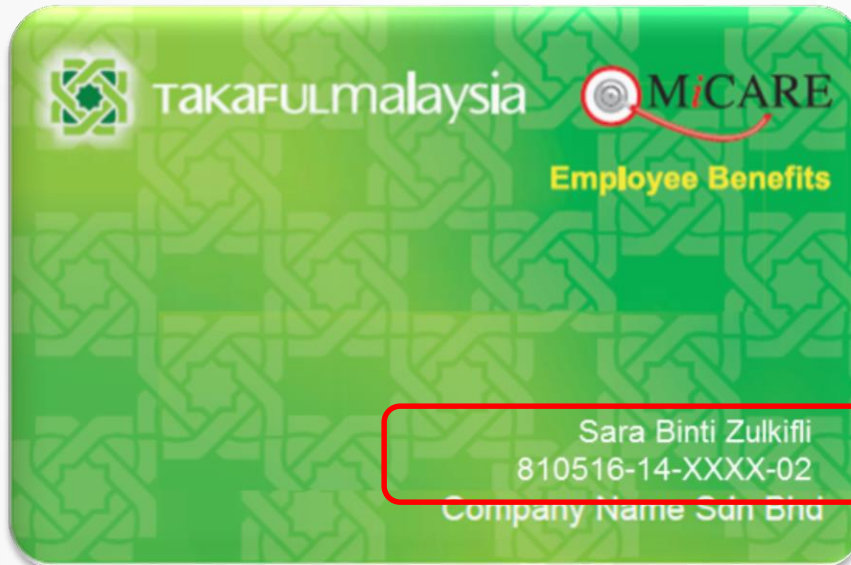 TAKAFULmalaysia
MiCARE
Employee Benefits
Sara Binti Zulkifli
810516-14-XXXX-02
Company Name Sdn Bhd